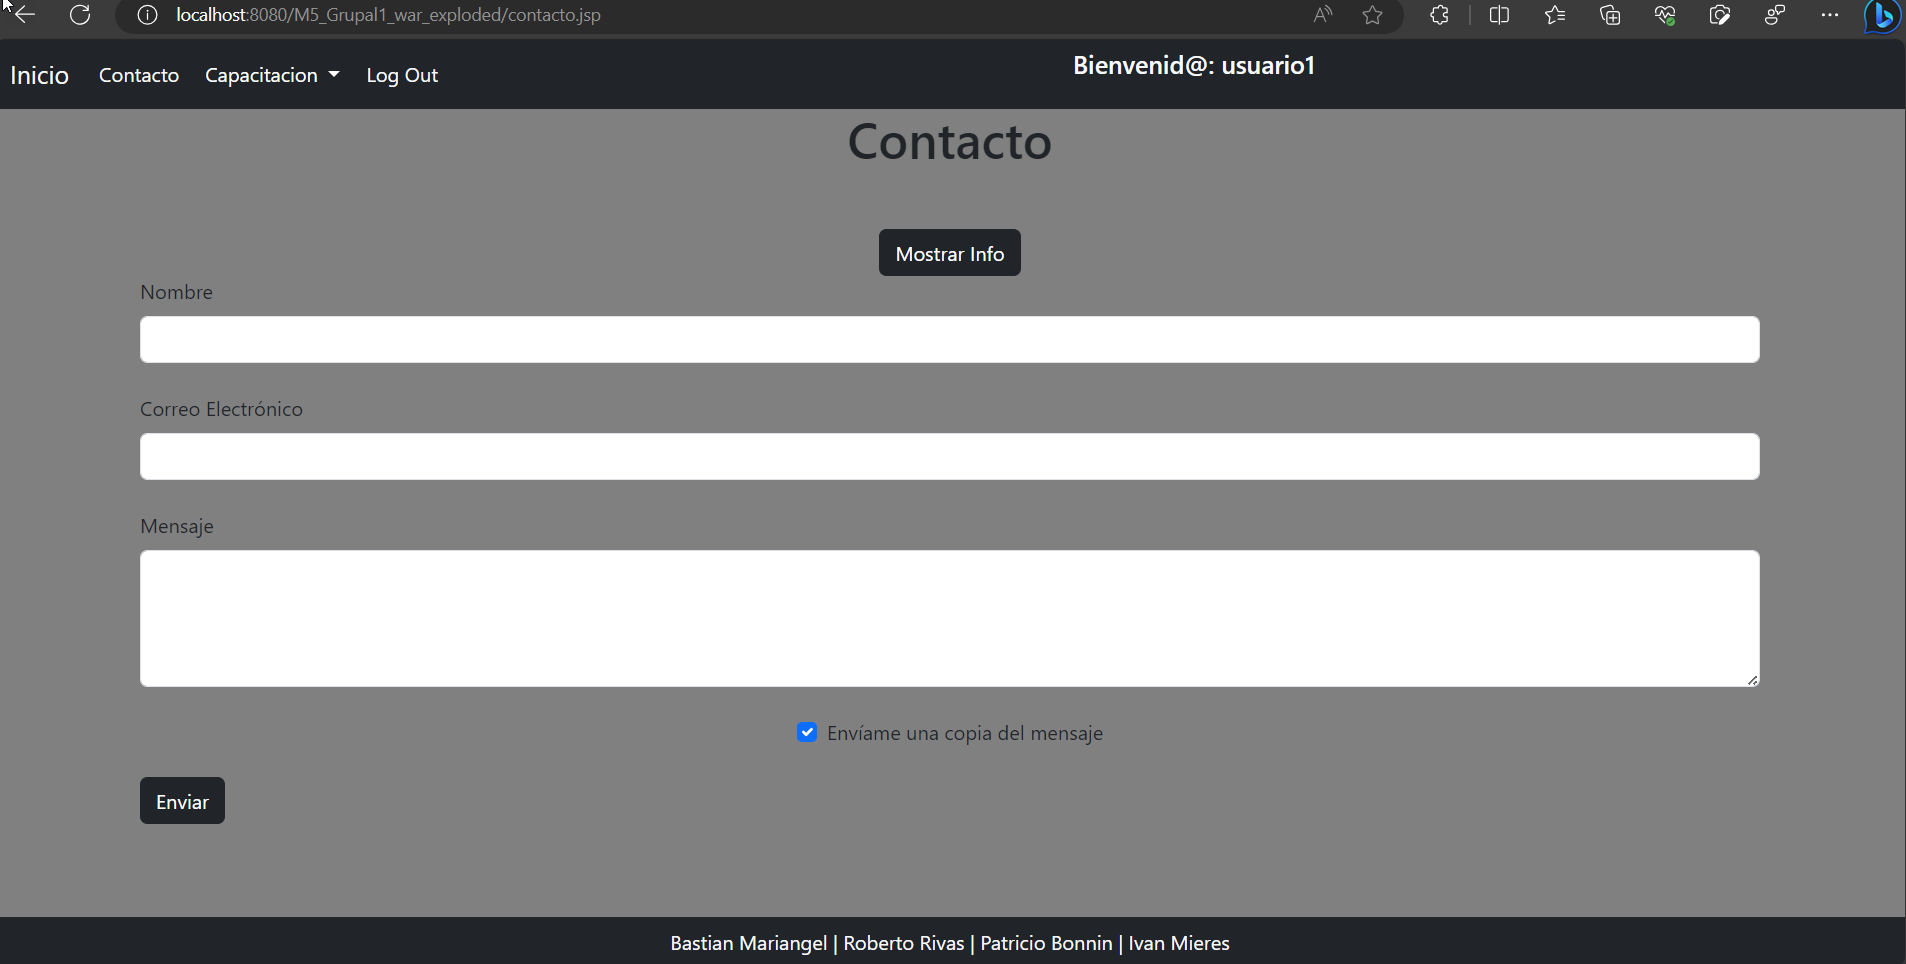 localhost:8080/M5_Grupal1_war_exploded/contacto.jsp
Inicio Contacto Capacitacion Log Out Bienvenid@: usuario1
Contacto
Mostrar Info
Nombre
Correo Electrónico
Mensaje
Envíame una copia del mensaje
Enviar
Bastian Mariangel | Roberto Rivas | Patricio Bonnin | Ivan Mieres